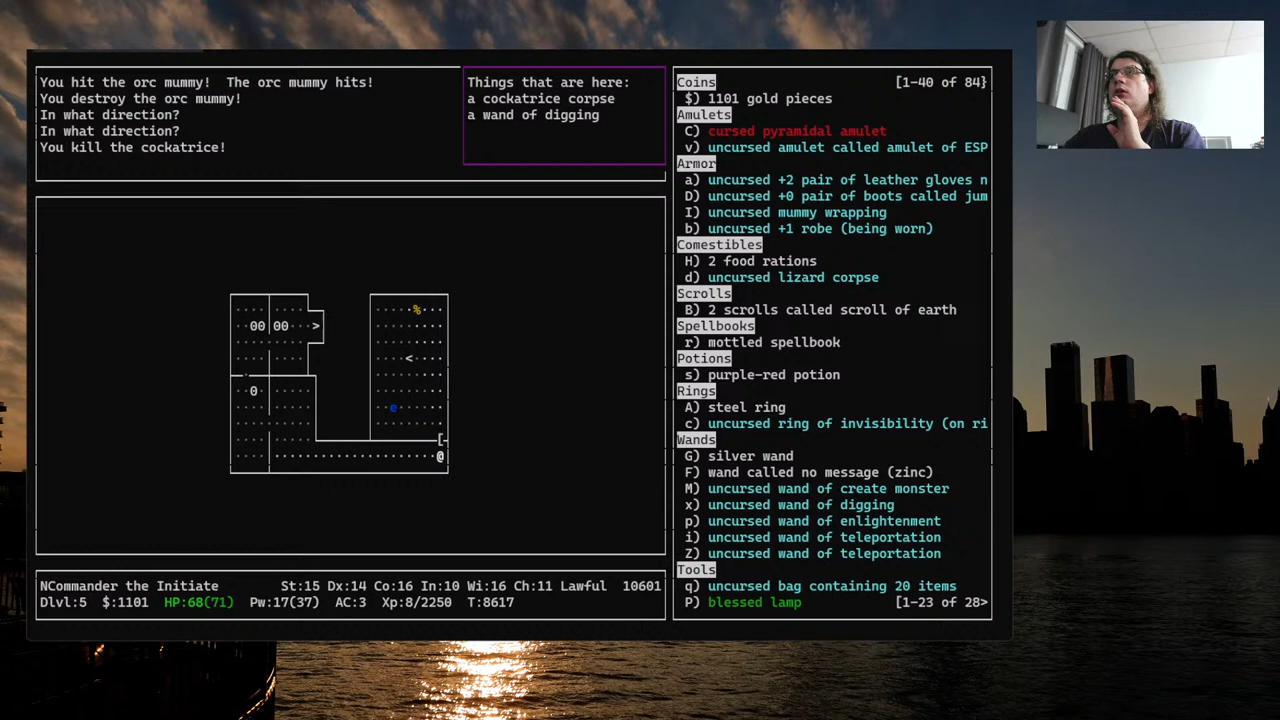 You hit the orc mummy!  The orc mummy hits!
You destroy the orc mummy!
In what direction?
In what direction?
You kill the cockatrice!
Things that are here:
a cockatrice corpse
a wand of digging
Coins [1-40 of 84}
$) 1101 gold pieces
Amulets
C) cursed pyramidal amulet
v) uncursed amulet called amulet of ESP
Armor
a) uncursed +2 pair of leather gloves n
D) uncursed +0 pair of boots called jum
I) uncursed mummy wrapping
b) uncursed +1 robe (being worn)
Comestibles
H) 2 food rations
d) uncursed lizard corpse
Scrolls
B) 2 scrolls called scroll of earth
Spellbooks
r) mottled spellbook
Potions
s) purple-red potion
Rings
A) steel ring
c) uncursed ring of invisibility (on ri
Wands
G) silver wand
F) wand called no message (zinc)
M) uncursed wand of create monster
x) uncursed wand of digging
p) uncursed wand of enlightenment
i) uncursed wand of teleportation
Z) uncursed wand of teleportation
Tools
q) uncursed bag containing 20 items
P) blessed lamp [1-23 of 28>
%
00 00 >
<
0
e
[
@
NCommander the Initiate St:15 Dx:14 Co:16 In:10 Wi:16 Ch:11 Lawful 10601
Dlvl:5 $:1101 HP:68(71) Pw:17(37) AC:3 Xp:8/2250 T:8617